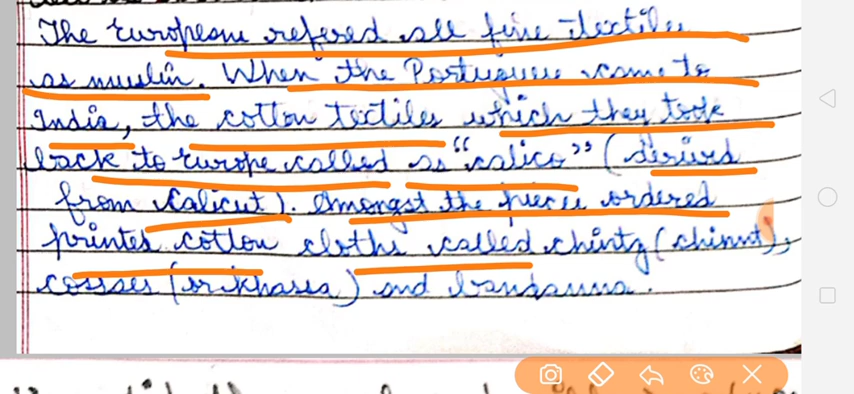 The Europeans refered all fine textiles
as muslin. When the Portuguese came to
India, the cotton textiles which they took
back to europe called as "calico" (derived
from Calicut). Amongst the pieces ordered
printed cotton cloths called chintz (chinnt),
cossaes (or khassa) and bandanna.